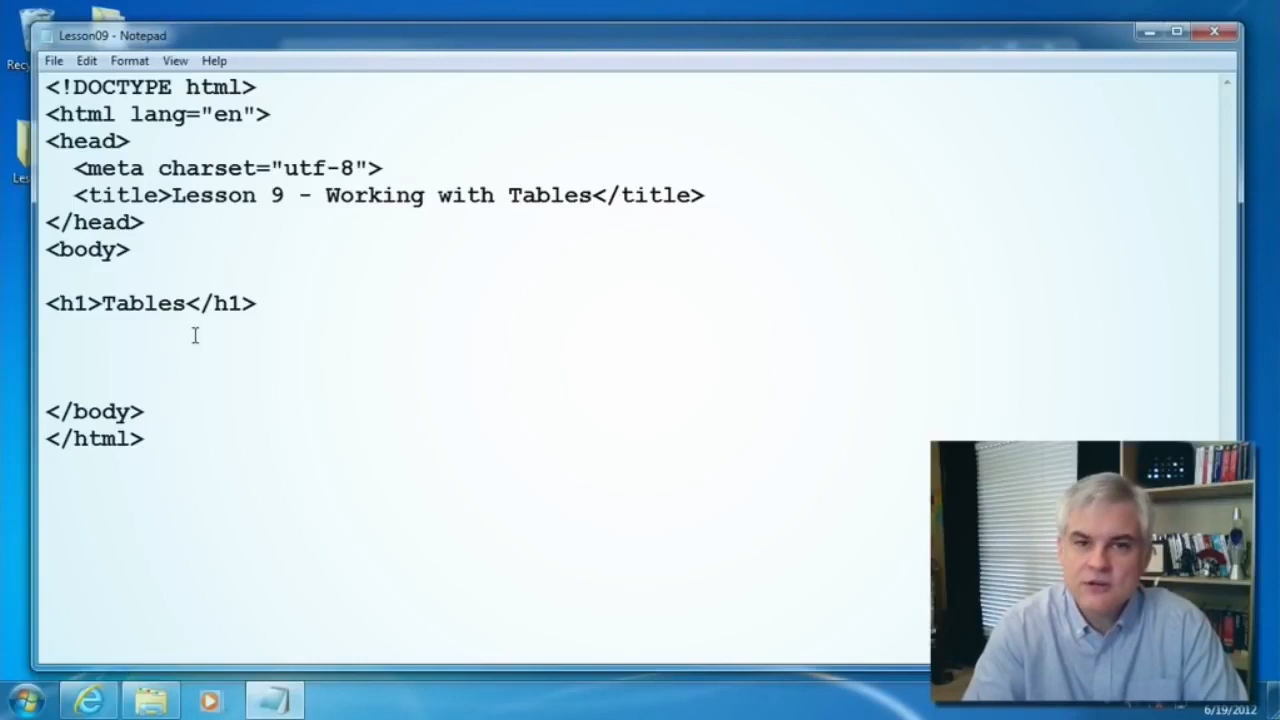 Lesson09 - Notepad
File Edit Format View Help
<!DOCTYPE html>
<html lang="en">
<head>
<meta charset="utf-8">
<title>Lesson 9 - Working with Tables</title>
</head>
<body>
<h1>Tables</h1>
</body>
</html>
6/19/2012